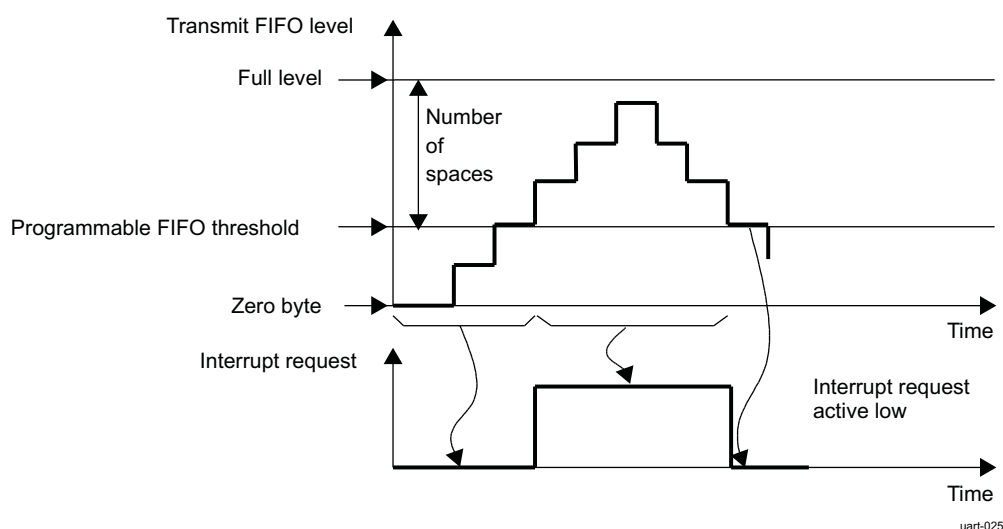 Transmit FIFO level
Full level
Number
of
spaces
Programmable FIFO threshold
Zero byte
Time
Interrupt request
Interrupt request
active low
Time
uart-025